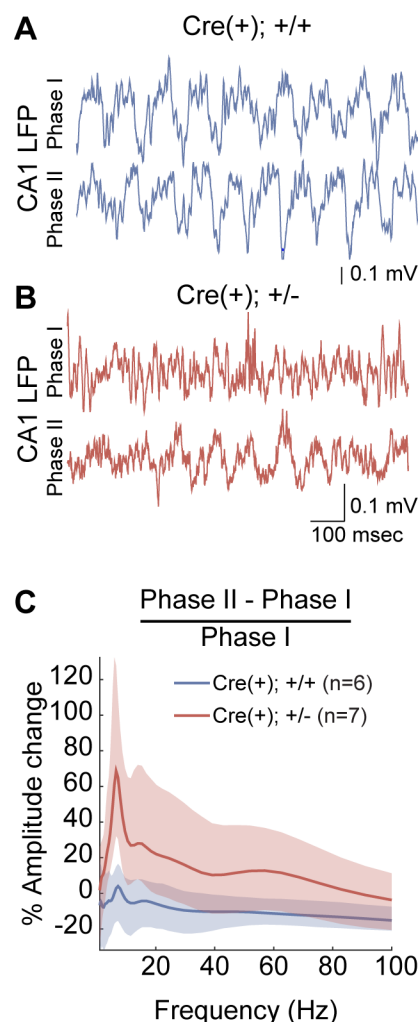 A
Cre(+); +/+
CA1 LFP
Phase I
Phase II
0.1 mV
B
Cre(+); +/-
CA1 LFP
Phase I
Phase II
0.1 mV
100 msec
C
Phase II - Phase I
Phase I
% Amplitude change
120
100
80
60
40
20
0
-20
Cre(+); +/+ (n=6)
Cre(+); +/- (n=7)
20
40
60
80
100
Frequency (Hz)